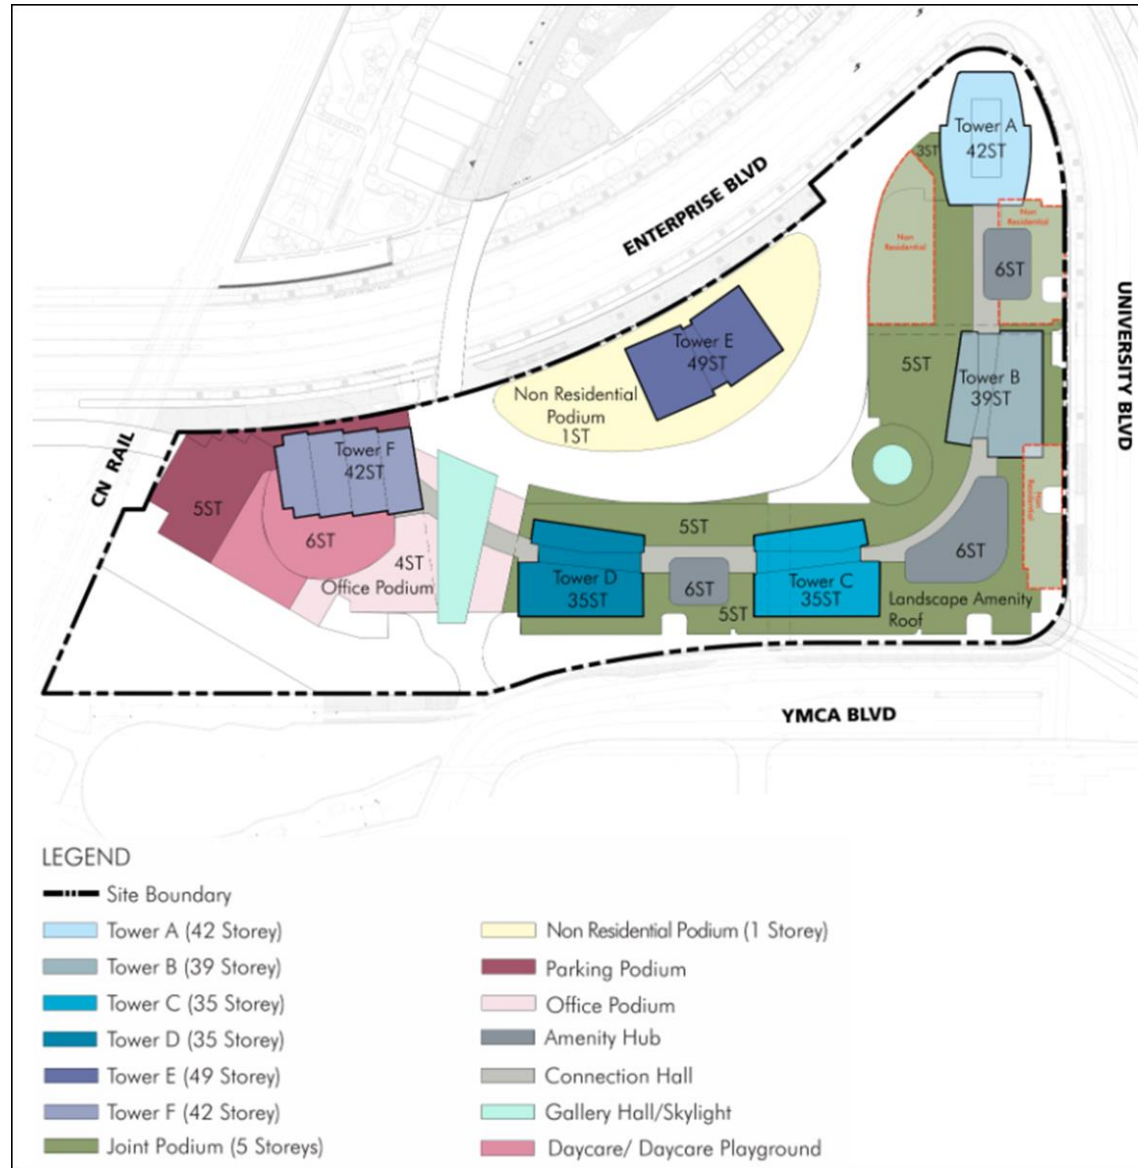 Tower A
42ST
3ST
ENTERPRISE BLVD
Non
Residential
Non
Residential
6ST
UNIVERSITY BLVD
Tower E
49ST
5ST
Tower B
39ST
Non Residential
Podium
1ST
CN RAIL
Tower F
42ST
5ST
6ST
4ST
Office Podium
5ST
Non
Residential
6ST
Tower D
35ST
6ST
5ST
Tower C
35ST
Landscape Amenity
Roof
YMCA BLVD
LEGEND
Site Boundary
Tower A (42 Storey)
Tower B (39 Storey)
Tower C (35 Storey)
Tower D (35 Storey)
Tower E (49 Storey)
Tower F (42 Storey)
Joint Podium (5 Storeys)
Non Residential Podium (1 Storey)
Parking Podium
Office Podium
Amenity Hub
Connection Hall
Gallery Hall/Skylight
Daycare/ Daycare Playground